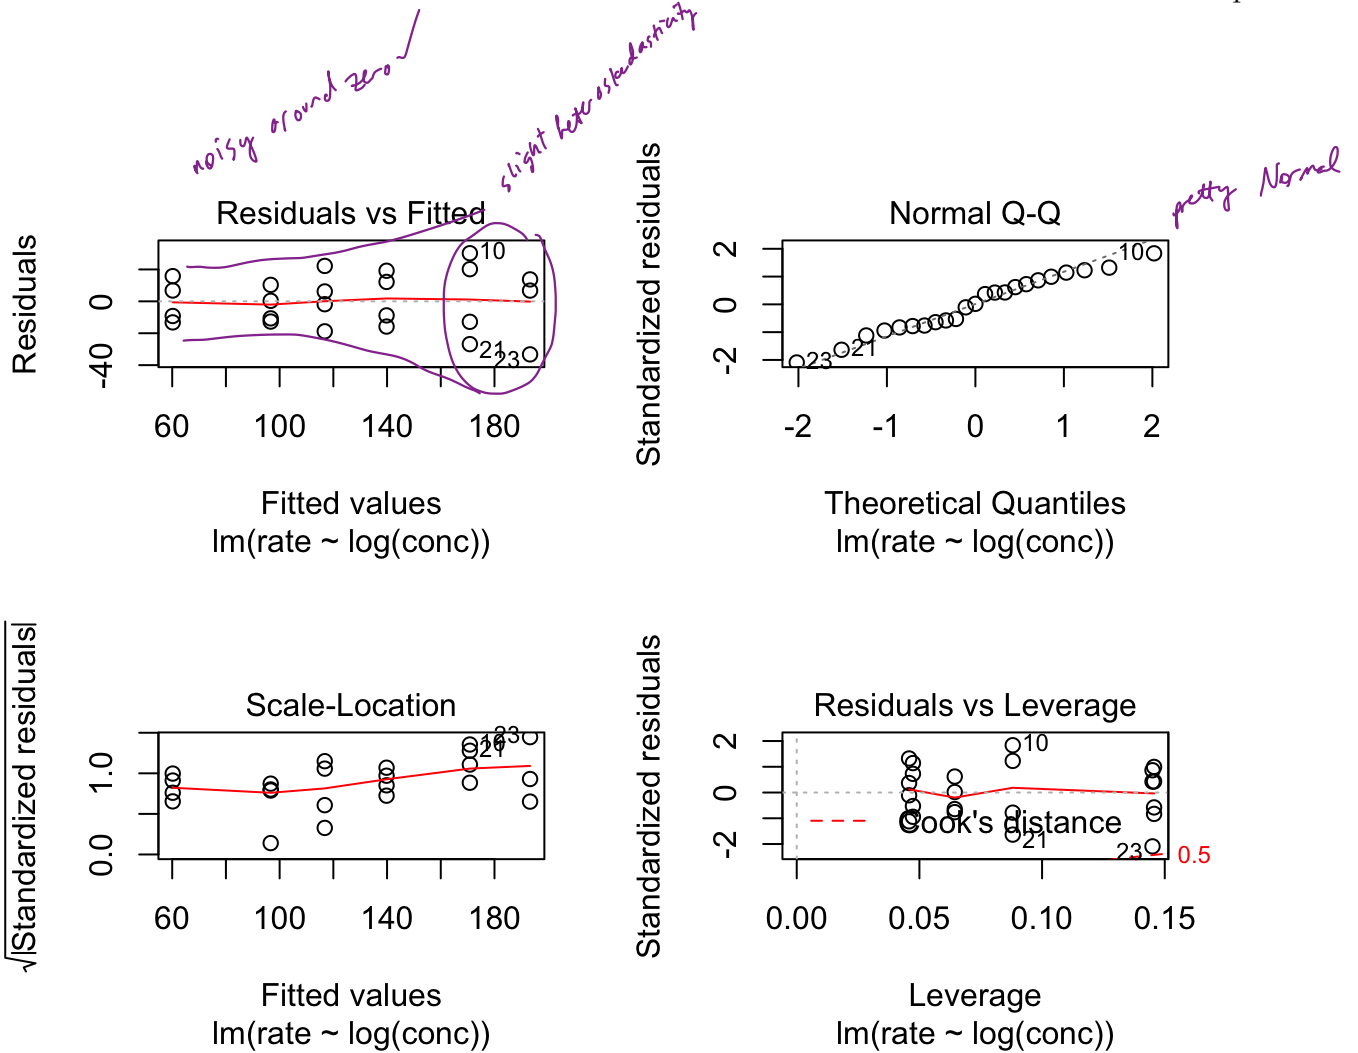 noisy around zero
slight heteroskedasticity
pretty Normal
Residuals vs Fitted
Residuals
0
-40
10
21
23
60 100 140 180
Fitted values
lm(rate ~ log(conc))
Normal Q-Q
Standardized residuals
2
0
-2
10
21
23
-2 -1 0 1 2
Theoretical Quantiles
lm(rate ~ log(conc))
Scale-Location
√|Standardized residuals|
1.0
0.0
23
10
21
60 100 140 180
Fitted values
lm(rate ~ log(conc))
Residuals vs Leverage
Standardized residuals
2
0
-2
10
Cook's distance
21
23
0.5
0.00 0.05 0.10 0.15
Leverage
lm(rate ~ log(conc))